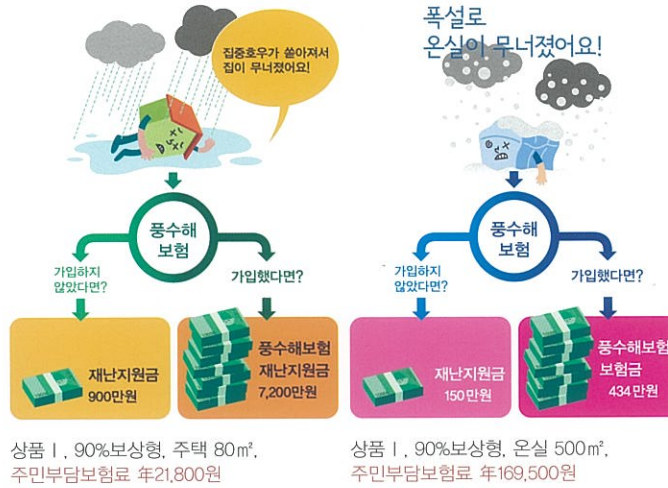 집중호우가 쏟아져서
집이 무너졌어요!
풍수해
보험
가입하지
않았다면?
가입했다면?
재난지원금
900만원
풍수해보험
재난지원금
7,200만원
상품 I, 90%보상형, 주택 80㎡,
주민부담보험료 年21,800원
폭설로
온실이 무너졌어요!
풍수해
보험
가입하지
않았다면?
가입했다면?
재난지원금
150만원
풍수해보험
보험금
434만원
상품 I, 90%보상형, 온실 500㎡,
주민부담보험료 年169,500원